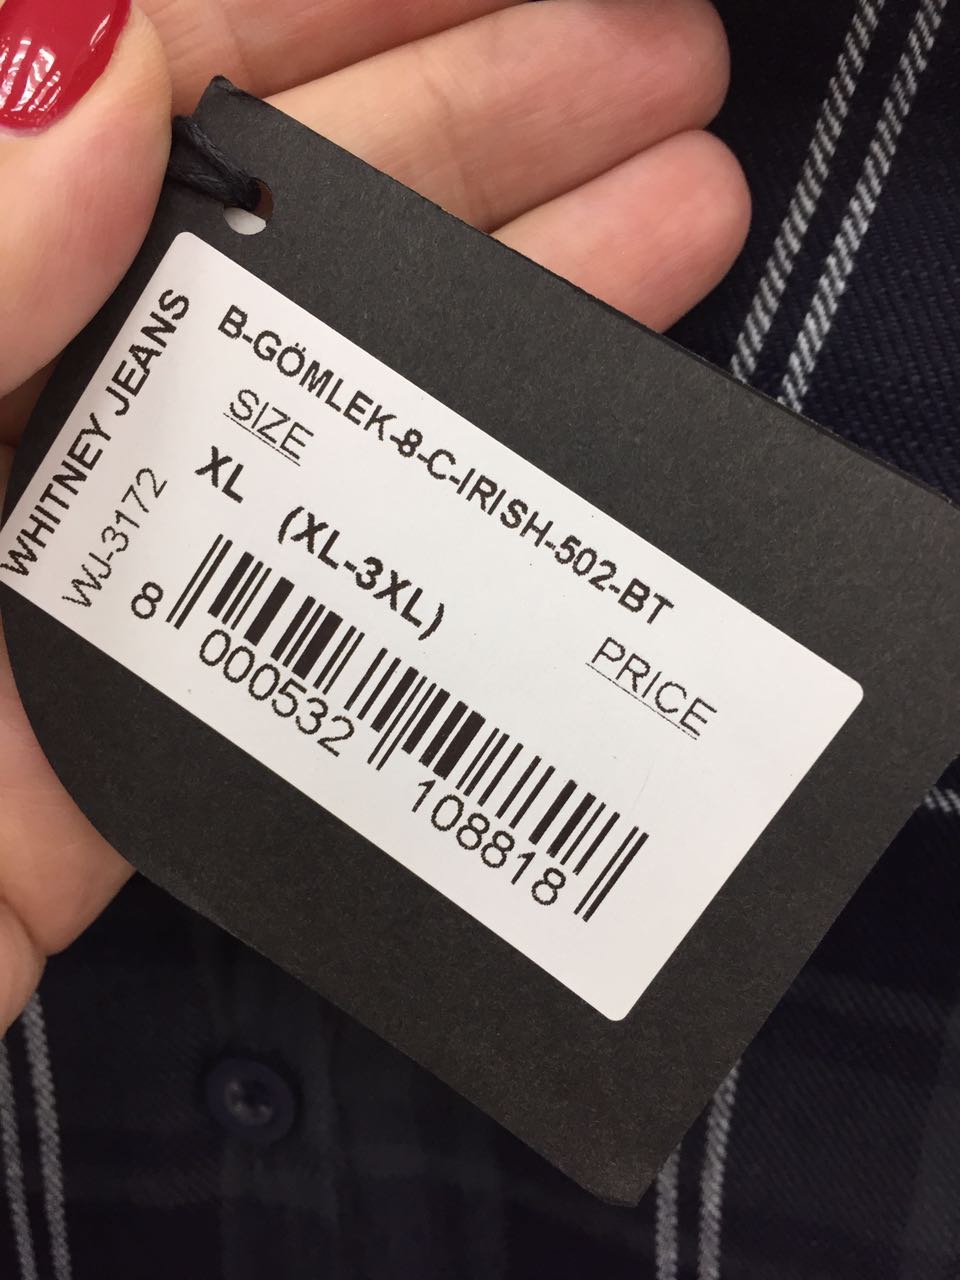 WHITNEY JEANS
WJ-3172
B-GÖMLEK-8-C-IRISH-502-BT
SIZE
PRICE
XL (XL-3XL)
8 000532 108818